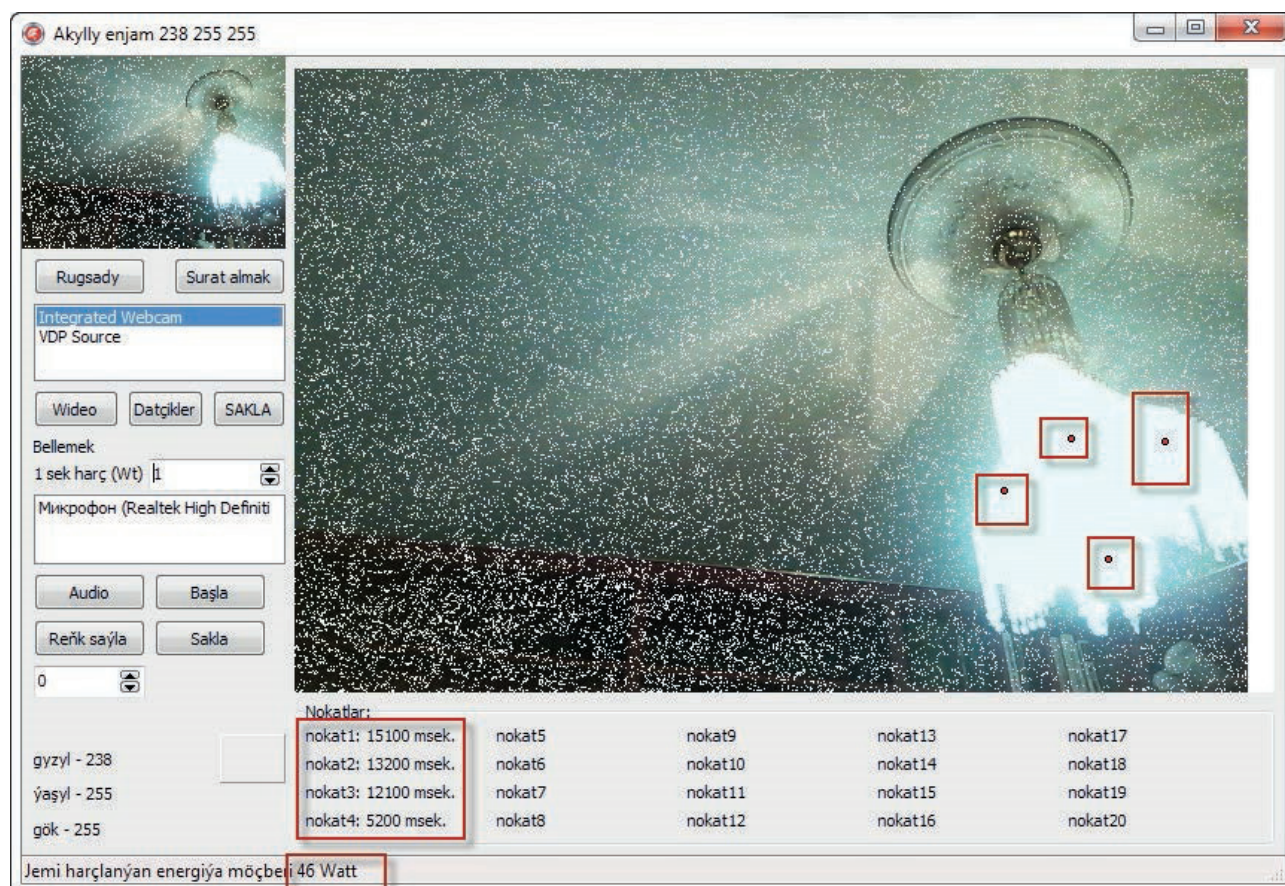 Akylly enjam 238 255 255
Rugsady
Surat almak
Integrated Webcam
VDP Source
Wideo
Datçikler
SAKLA
Bellemek
1 sek harç (Wt) 1
Микрофон (Realtek High Definiti
Audio
Başla
Reňk saýla
Sakla
0
gyzyl - 238
ýaşyl - 255
gök - 255
Nokatlar:
nokat1: 15100 msek. nokat5 nokat9 nokat13 nokat17
nokat2: 13200 msek. nokat6 nokat10 nokat14 nokat18
nokat3: 12100 msek. nokat7 nokat11 nokat15 nokat19
nokat4: 5200 msek. nokat8 nokat12 nokat16 nokat20
Jemi harçlanýan energiýa möçberi 46 Watt